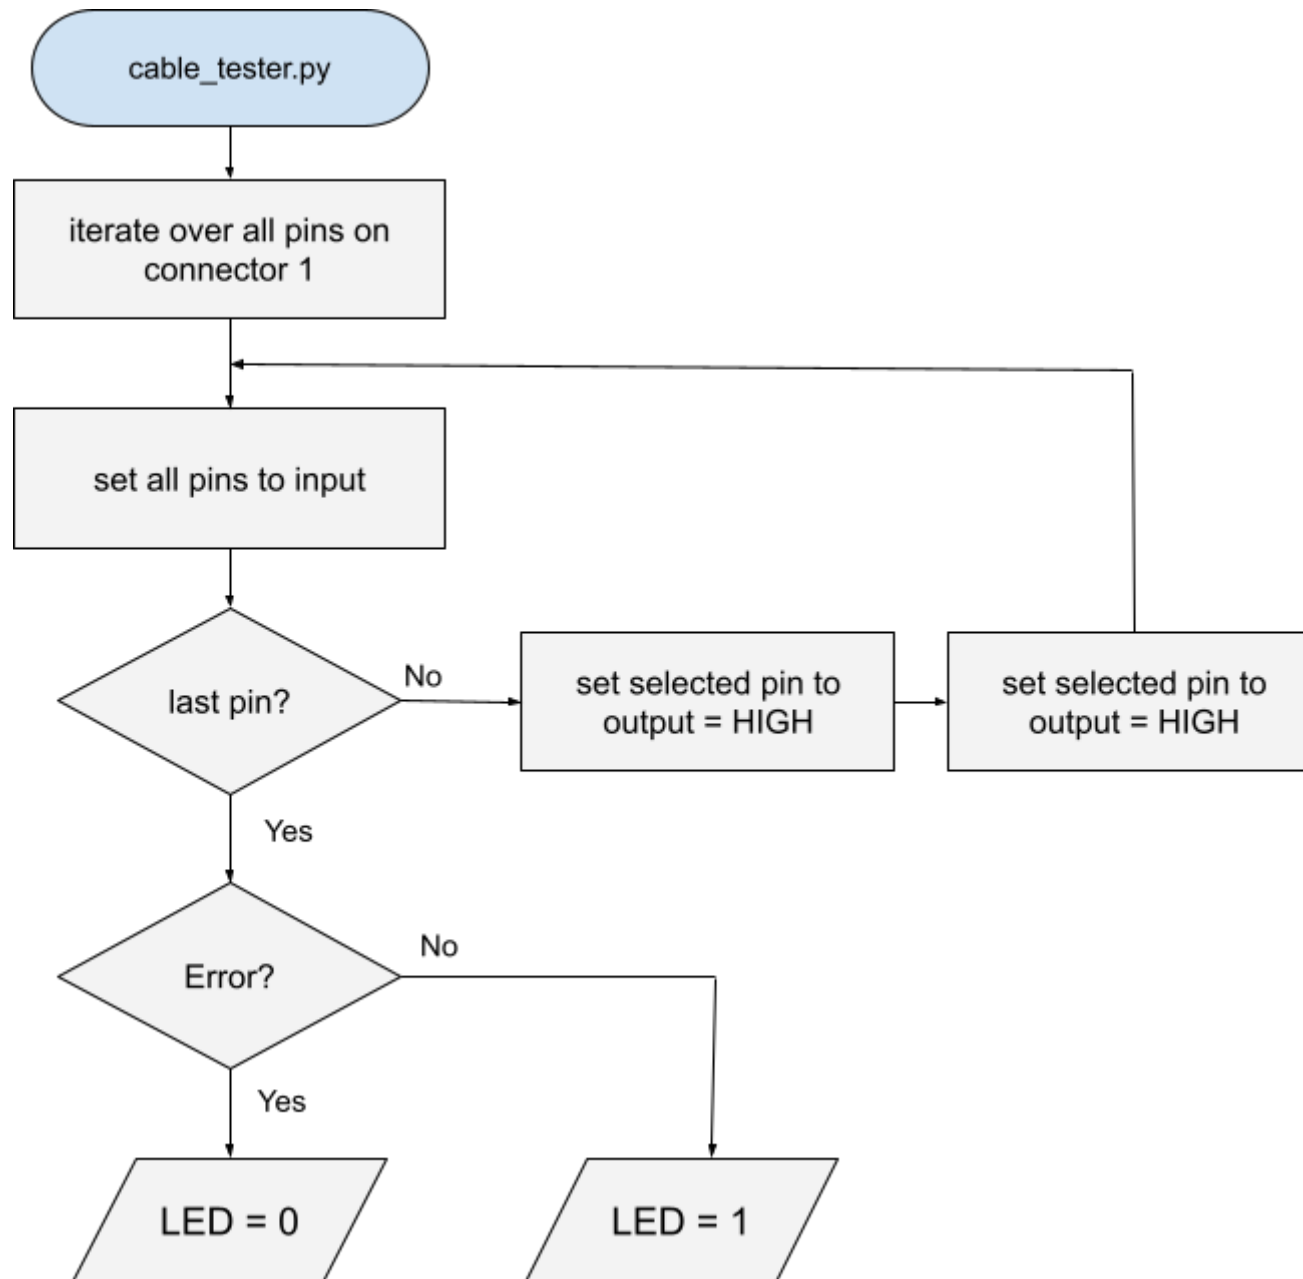 cable_tester.py
iterate over all pins on
connector 1
set all pins to input
last pin?
No
set selected pin to
output = HIGH
set selected pin to
output = HIGH
Yes
Error?
No
Yes
LED = 0
LED = 1